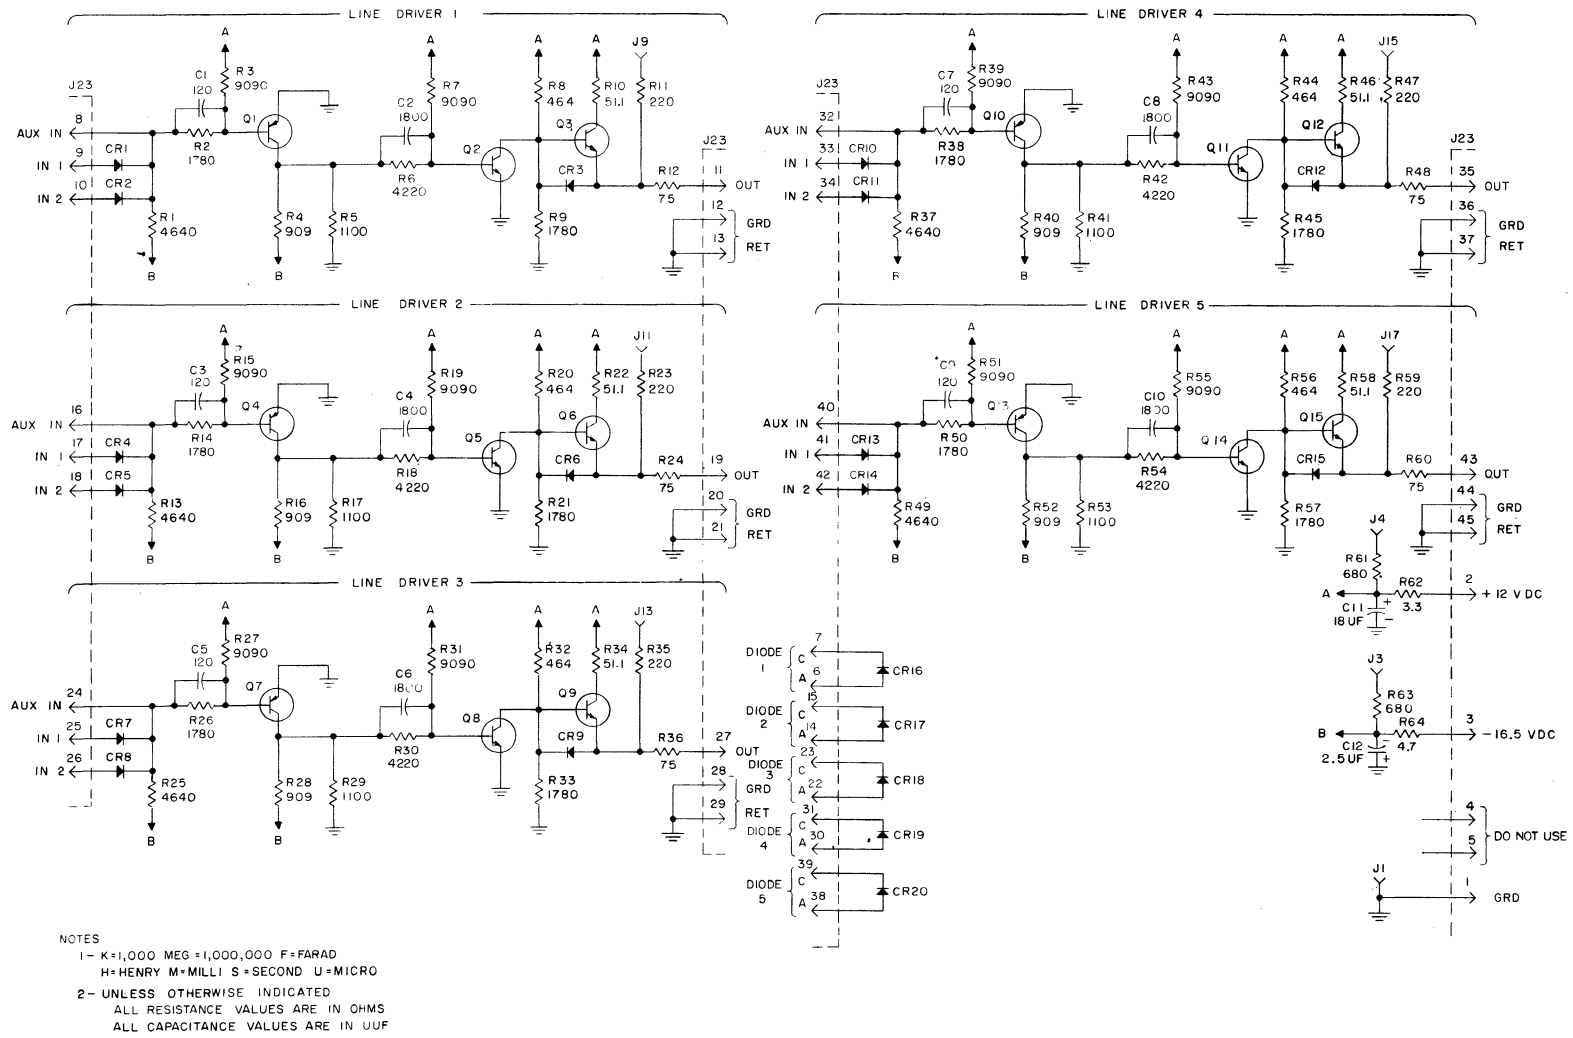 LINE DRIVER 1
J23
8
AUX IN
9
IN 1
10
IN 2
CR1
CR2
R1
4640
B
C1
120
R2
1780
A
R3
9090
Q1
R4
909
B
R5
1100
C2
1800
R6
4220
A
R7
9090
Q2
A
R8
464
R9
1780
Q3
A
R10
51.1
CR3
J9
R11
220
R12
75
J23
11
OUT
12
GRD
13
RET
LINE DRIVER 2
16
AUX IN
17
IN 1
18
IN 2
CR4
CR5
R13
4640
B
C3
120
R14
1780
A
R15
9090
Q4
R16
909
B
R17
1100
C4
1800
R18
4220
A
R19
9090
Q5
A
R20
464
R21
1780
Q6
A
R22
51.1
CR6
J11
R23
220
R24
75
19
OUT
20
GRD
21
RET
LINE DRIVER 3
24
AUX IN
25
IN 1
26
IN 2
CR7
CR8
R25
4640
B
C5
120
R26
1780
A
R27
9090
Q7
R28
909
B
R29
1100
C6
1800
R30
4220
A
R31
9090
Q8
A
R32
464
R33
1780
Q9
A
R34
51.1
CR9
J13
R35
220
R36
75
27
OUT
28
GRD
29
RET
LINE DRIVER 4
J23
32
AUX IN
33
IN 1
34
IN 2
CR10
CR11
R37
4640
B
C7
120
R38
1780
A
R39
9090
Q10
R40
909
B
R41
1100
C8
1800
R42
4220
A
R43
9090
Q11
A
R44
464
R45
1780
Q12
A
R46
51.1
CR12
J15
R47
220
R48
75
J23
35
OUT
36
GRD
37
RET
LINE DRIVER 5
40
AUX IN
41
IN 1
42
IN 2
CR13
CR14
R49
4640
B
C9
120
R50
1780
A
R51
9090
Q13
R52
909
B
R53
1100
C10
1800
R54
4220
A
R55
9090
Q14
A
R56
464
R57
1780
Q15
A
R58
51.1
CR15
J17
R59
220
R60
75
43
OUT
44
GRD
45
RET
DIODE
1
7
C
6
A
CR16
DIODE
2
15
C
14
A
CR17
DIODE
3
23
C
22
A
CR18
DIODE
4
31
C
30
A
CR19
DIODE
5
39
C
38
A
CR20
J4
R61
680
A
C11
18UF
+
-
R62
3.3
2
+12 VDC
J3
R63
680
B
C12
2.5UF
-
+
R64
4.7
3
-16.5 VDC
4
5
DO NOT USE
J1
1
GRD
NOTES
1- K=1,000 MEG=1,000,000 F=FARAD
H=HENRY M=MILLI S=SECOND U=MICRO
2- UNLESS OTHERWISE INDICATED
ALL RESISTANCE VALUES ARE IN OHMS
ALL CAPACITANCE VALUES ARE IN UUF